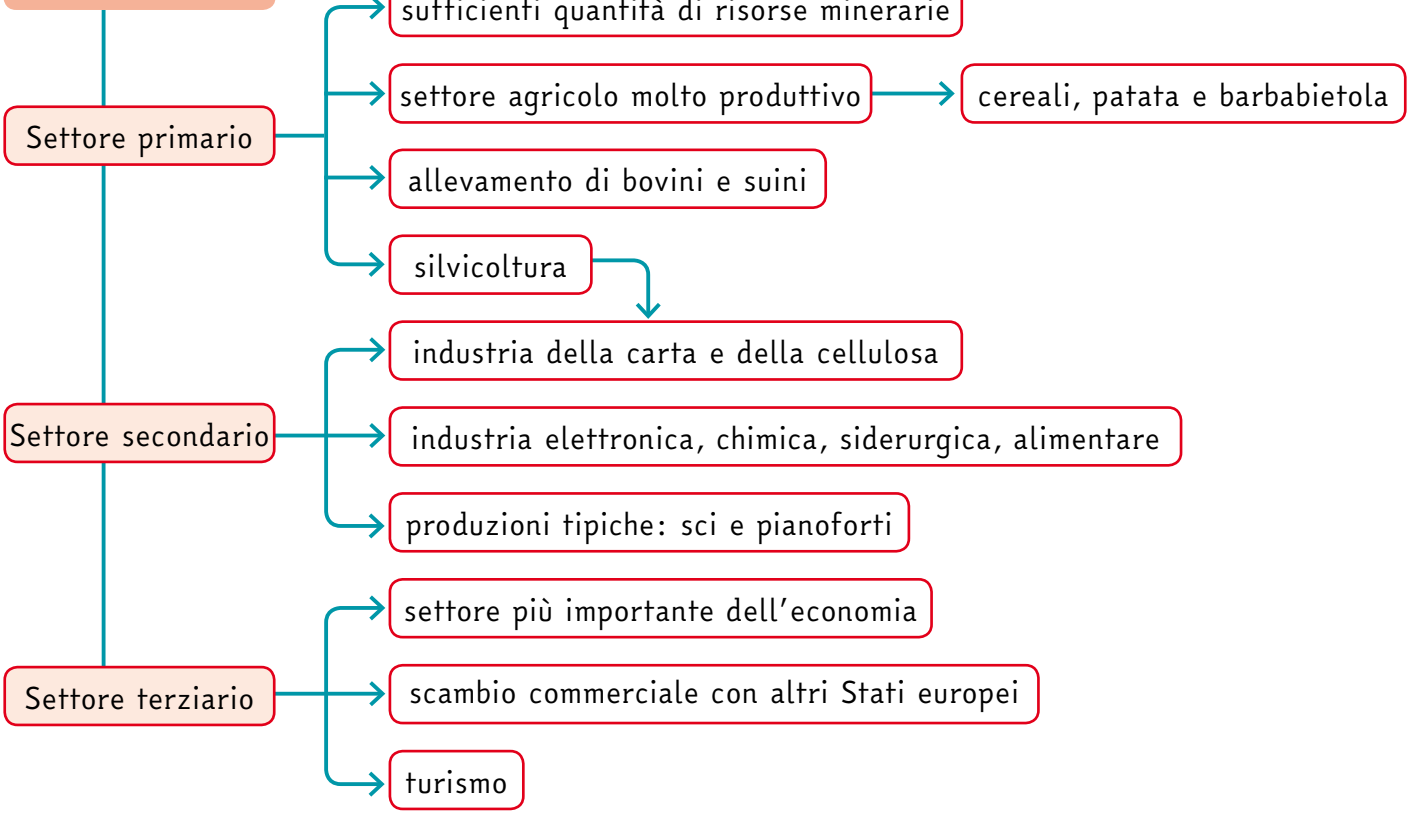 sufficienti quantità di risorse minerarie
settore agricolo molto produttivo
cereali, patata e barbabietola
Settore primario
allevamento di bovini e suini
silvicoltura
industria della carta e della cellulosa
Settore secondario
industria elettronica, chimica, siderurgica, alimentare
produzioni tipiche: sci e pianoforti
settore più importante dell'economia
Settore terziario
scambio commerciale con altri Stati europei
turismo